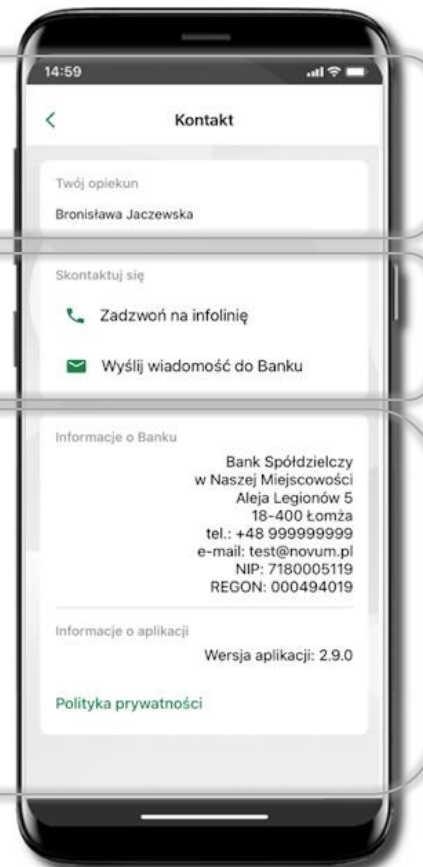 14:59
Kontakt
Twój opiekun
Bronisława Jaczewska
Skontaktuj się
Zadzwoń na infolinię
Wyślij wiadomość do Banku
Informacje o Banku
Bank Spółdzielczy
w Naszej Miejscowości
Aleja Legionów 5
18-400 Łomża
tel.: +48 999999999
e-mail: test@novum.pl
NIP: 7180005119
REGON: 000494019
Informacje o aplikacji
Wersja aplikacji: 2.9.0
Polityka prywatności